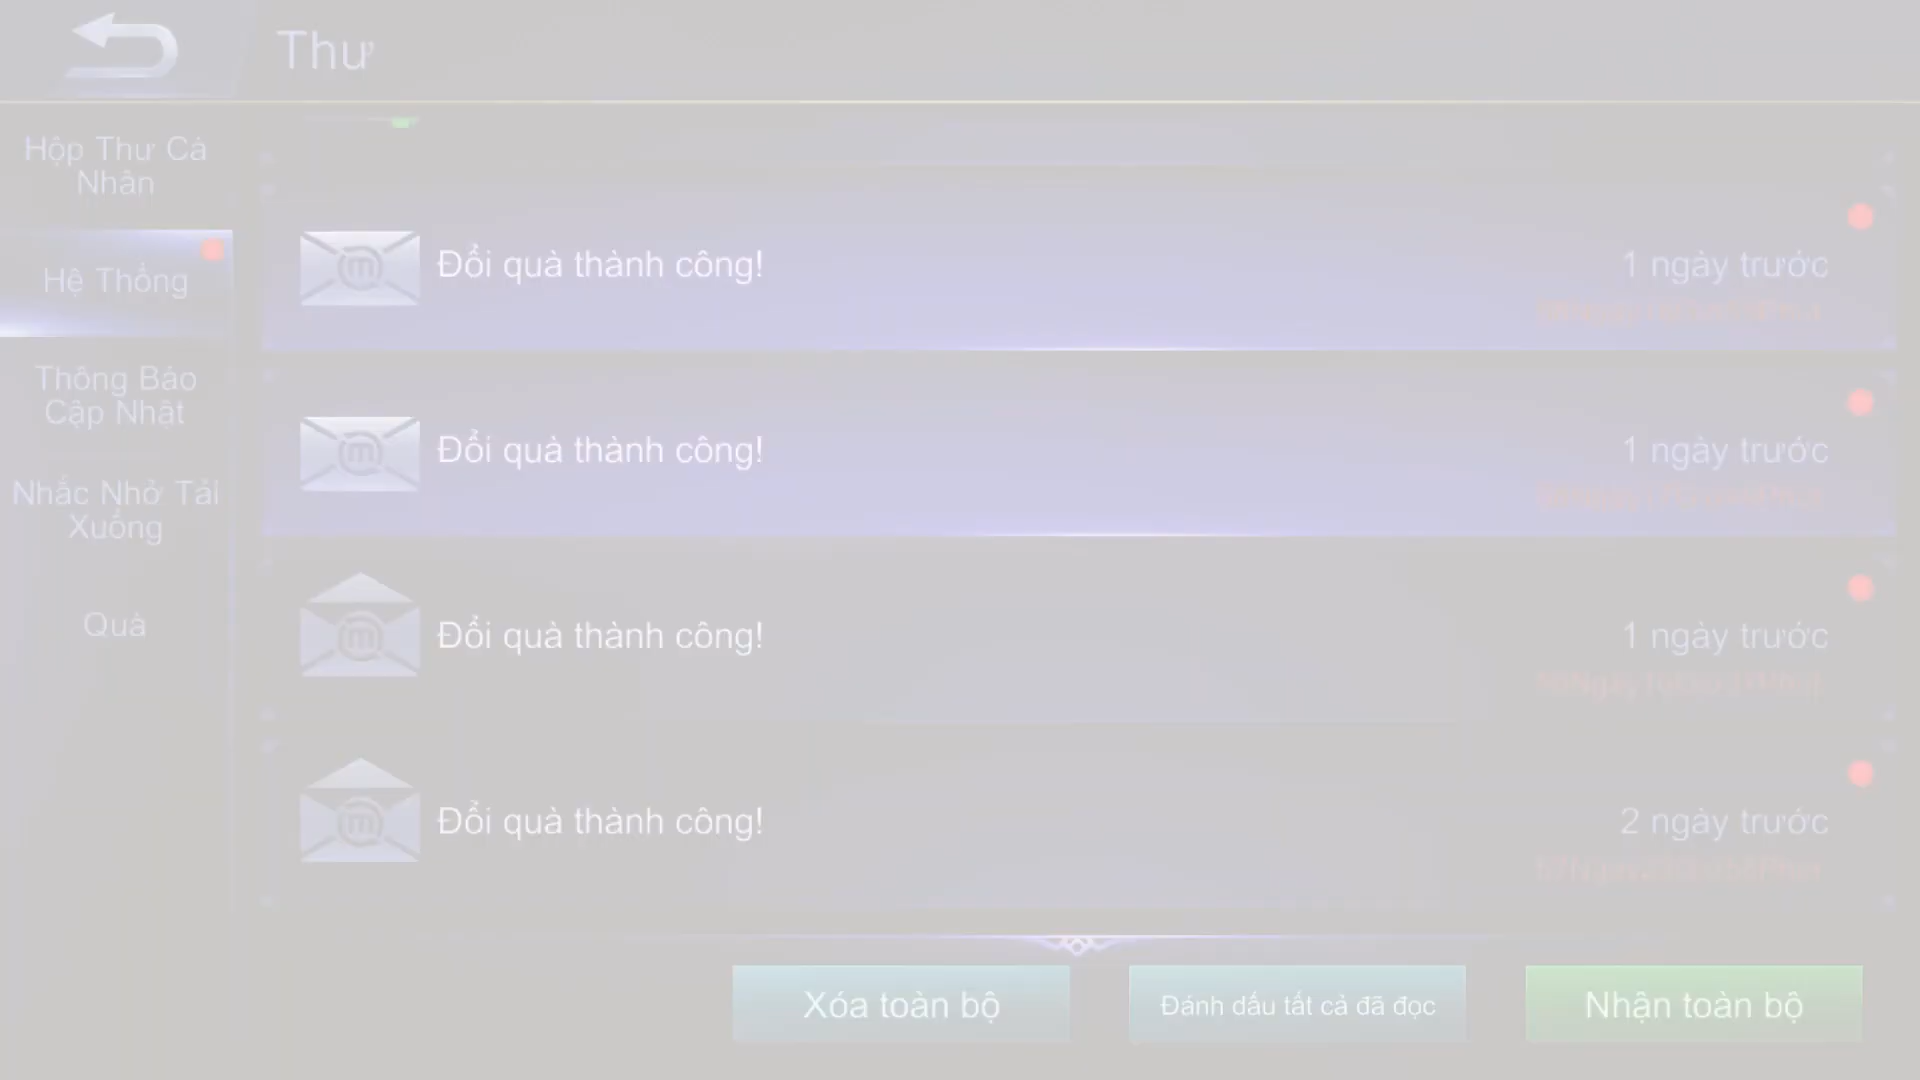 Thư
Hộp Thư Cá
Nhân
Hệ Thống
Thông Báo
Cập Nhật
Nhắc Nhở Tải
Xuống
Quà
Đổi quà thành công!
1 ngày trước
Đổi quà thành công!
1 ngày trước
Đổi quà thành công!
1 ngày trước
Đổi quà thành công!
2 ngày trước
Xóa toàn bộ
Đánh dấu tất cả đã đọc
Nhận toàn bộ